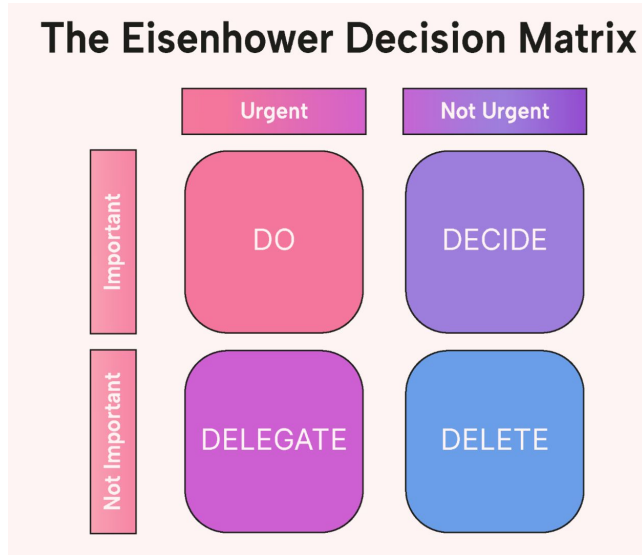 The Eisenhower Decision Matrix
Urgent
Not Urgent
Important
DO
DECIDE
Not Important
DELEGATE
DELETE